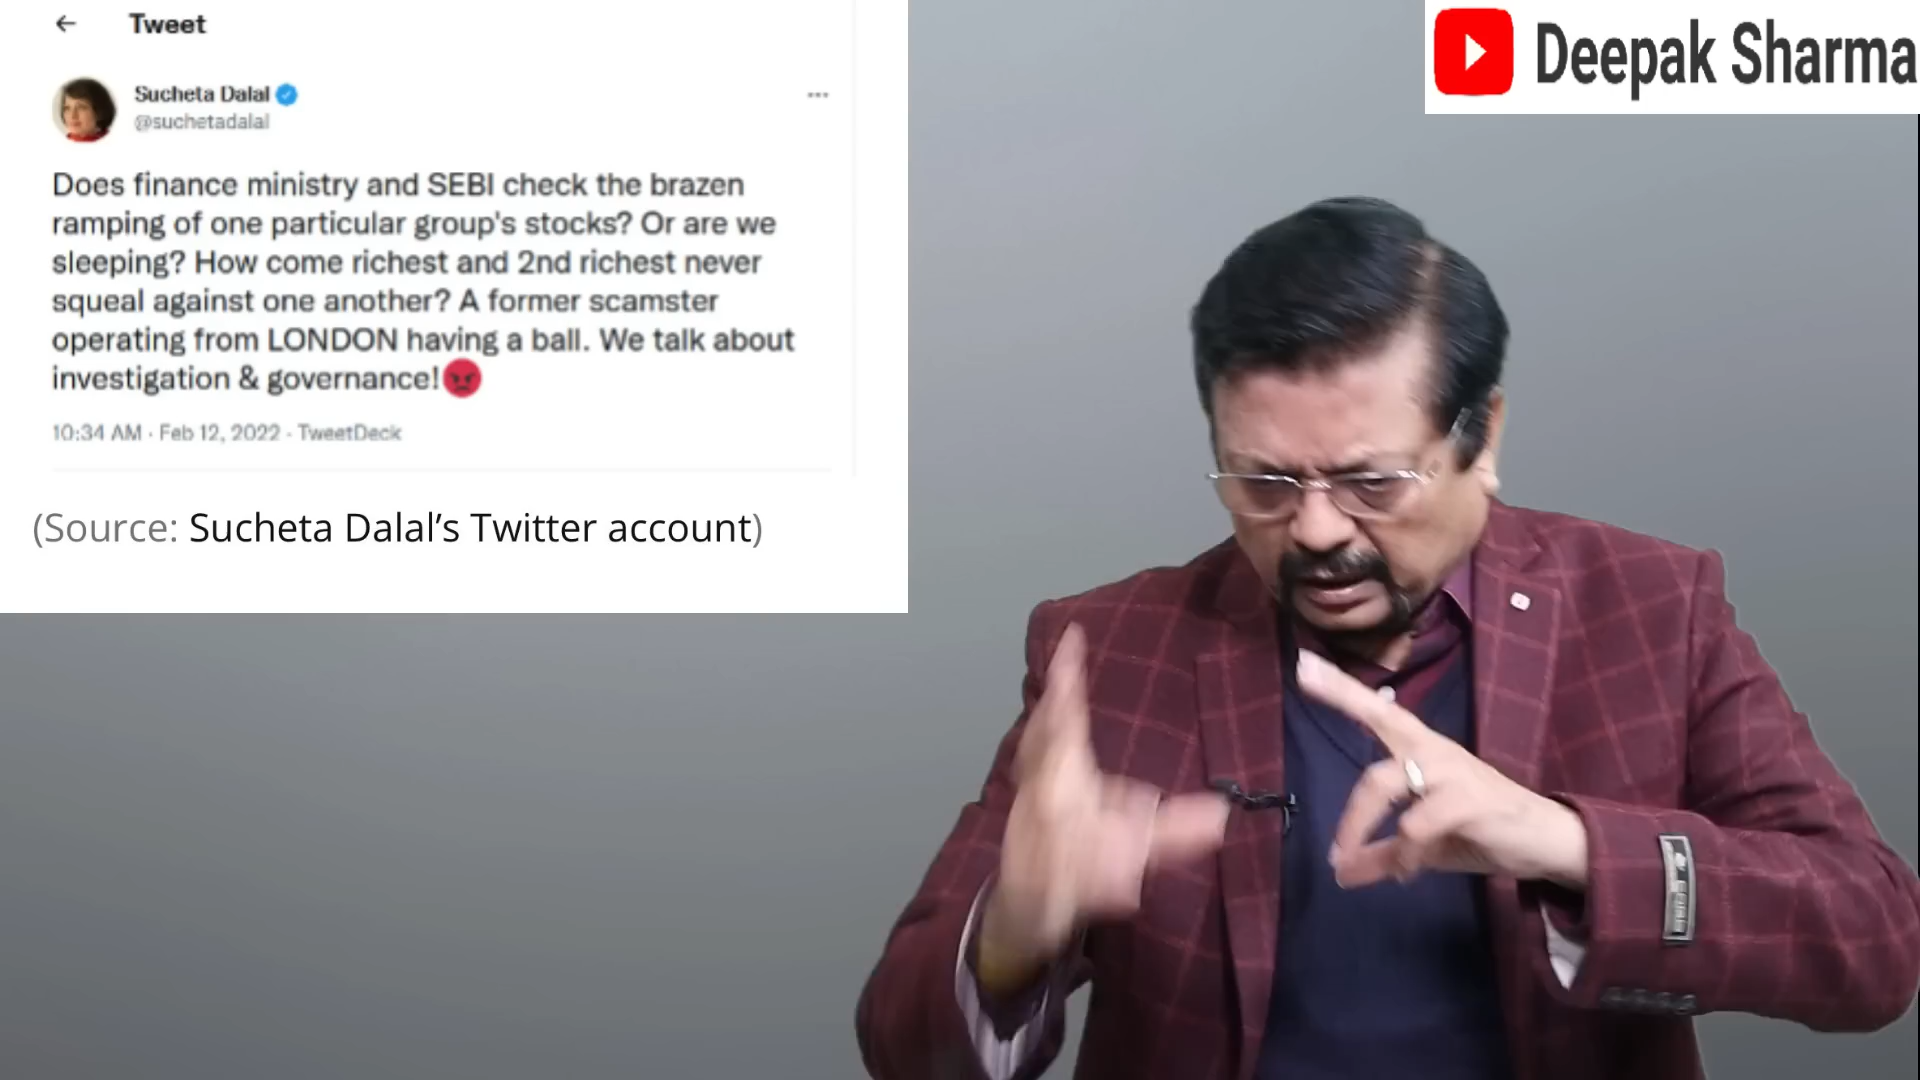 Tweet
Sucheta Dalal
@suchetadalal
Does finance ministry and SEBI check the brazen
ramping of one particular group's stocks? Or are we
sleeping? How come richest and 2nd richest never
squeal against one another? A former scamster
operating from LONDON having a ball. We talk about
investigation & governance!😡
10:34 AM · Feb 12, 2022 · TweetDeck
(Source: Sucheta Dalal’s Twitter account)
Deepak Sharma